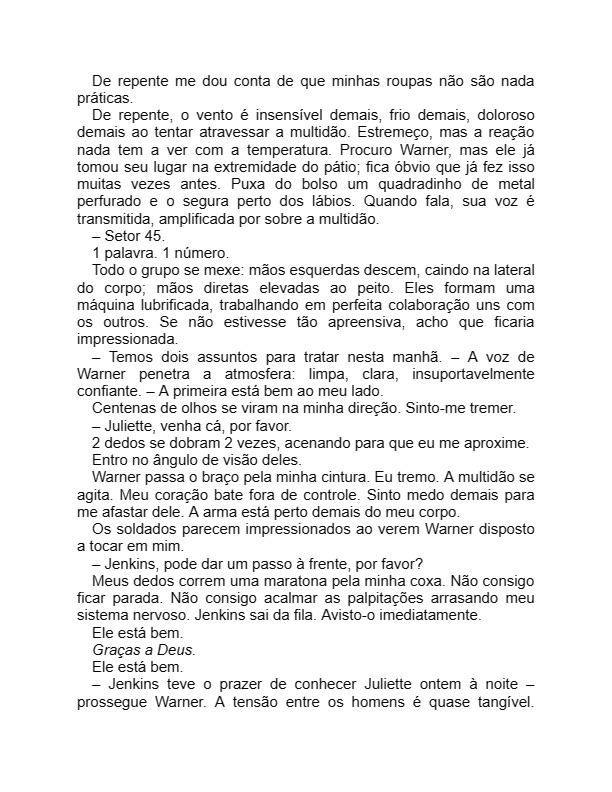 De repente me dou conta de que minhas roupas não são nada
práticas.
De repente, o vento é insensível demais, frio demais, doloroso
demais ao tentar atravessar a multidão. Estremeço, mas a reação
nada tem a ver com a temperatura. Procuro Warner, mas ele já
tomou seu lugar na extremidade do pátio; fica óbvio que já fez isso
muitas vezes antes. Puxa do bolso um quadradinho de metal
perfurado e o segura perto dos lábios. Quando fala, sua voz é
transmitida, amplificada por sobre a multidão.
– Setor 45.
1 palavra. 1 número.
Todo o grupo se mexe: mãos esquerdas descem, caindo na lateral
do corpo; mãos diretas elevadas ao peito. Eles formam uma
máquina lubrificada, trabalhando em perfeita colaboração uns com
os outros. Se não estivesse tão apreensiva, acho que ficaria
impressionada.
– Temos dois assuntos para tratar nesta manhã. – A voz de
Warner penetra a atmosfera: limpa, clara, insuportavelmente
confiante. – A primeira está bem ao meu lado.
Centenas de olhos se viram na minha direção. Sinto-me tremer.
– Juliette, venha cá, por favor.
2 dedos se dobram 2 vezes, acenando para que eu me aproxime.
Entro no ângulo de visão deles.
Warner passa o braço pela minha cintura. Eu tremo. A multidão se
agita. Meu coração bate fora de controle. Sinto medo demais para
me afastar dele. A arma está perto demais do meu corpo.
Os soldados parecem impressionados ao verem Warner disposto
a tocar em mim.
– Jenkins, pode dar um passo à frente, por favor?
Meus dedos correm uma maratona pela minha coxa. Não consigo
ficar parada. Não consigo acalmar as palpitações arrasando meu
sistema nervoso. Jenkins sai da fila. Avisto-o imediatamente.
Ele está bem.
Graças a Deus.
Ele está bem.
– Jenkins teve o prazer de conhecer Juliette ontem à noite –
prossegue Warner. A tensão entre os homens é quase tangível.